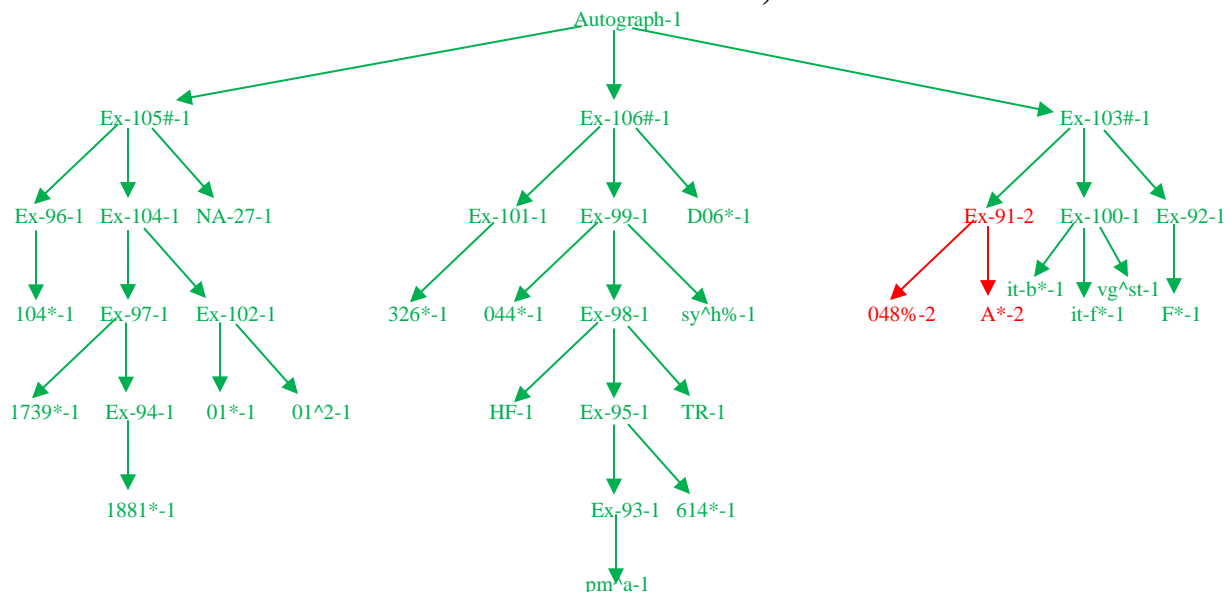 Autograph-1
Ex-105#-1 Ex-106#-1 Ex-103#-1
Ex-96-1 Ex-104-1 NA-27-1 Ex-101-1 Ex-99-1 D06*-1 Ex-91-2 Ex-100-1 Ex-92-1
it-b*-1 vg^st-1
104*-1 Ex-97-1 Ex-102-1 326*-1 044*-1 Ex-98-1 sy^h%-1 048%-2 A*-2 it-f*-1 F*-1
1739*-1 Ex-94-1 01*-1 01^2-1 HF-1 Ex-95-1 TR-1
1881*-1 Ex-93-1 614*-1
pm^a-1